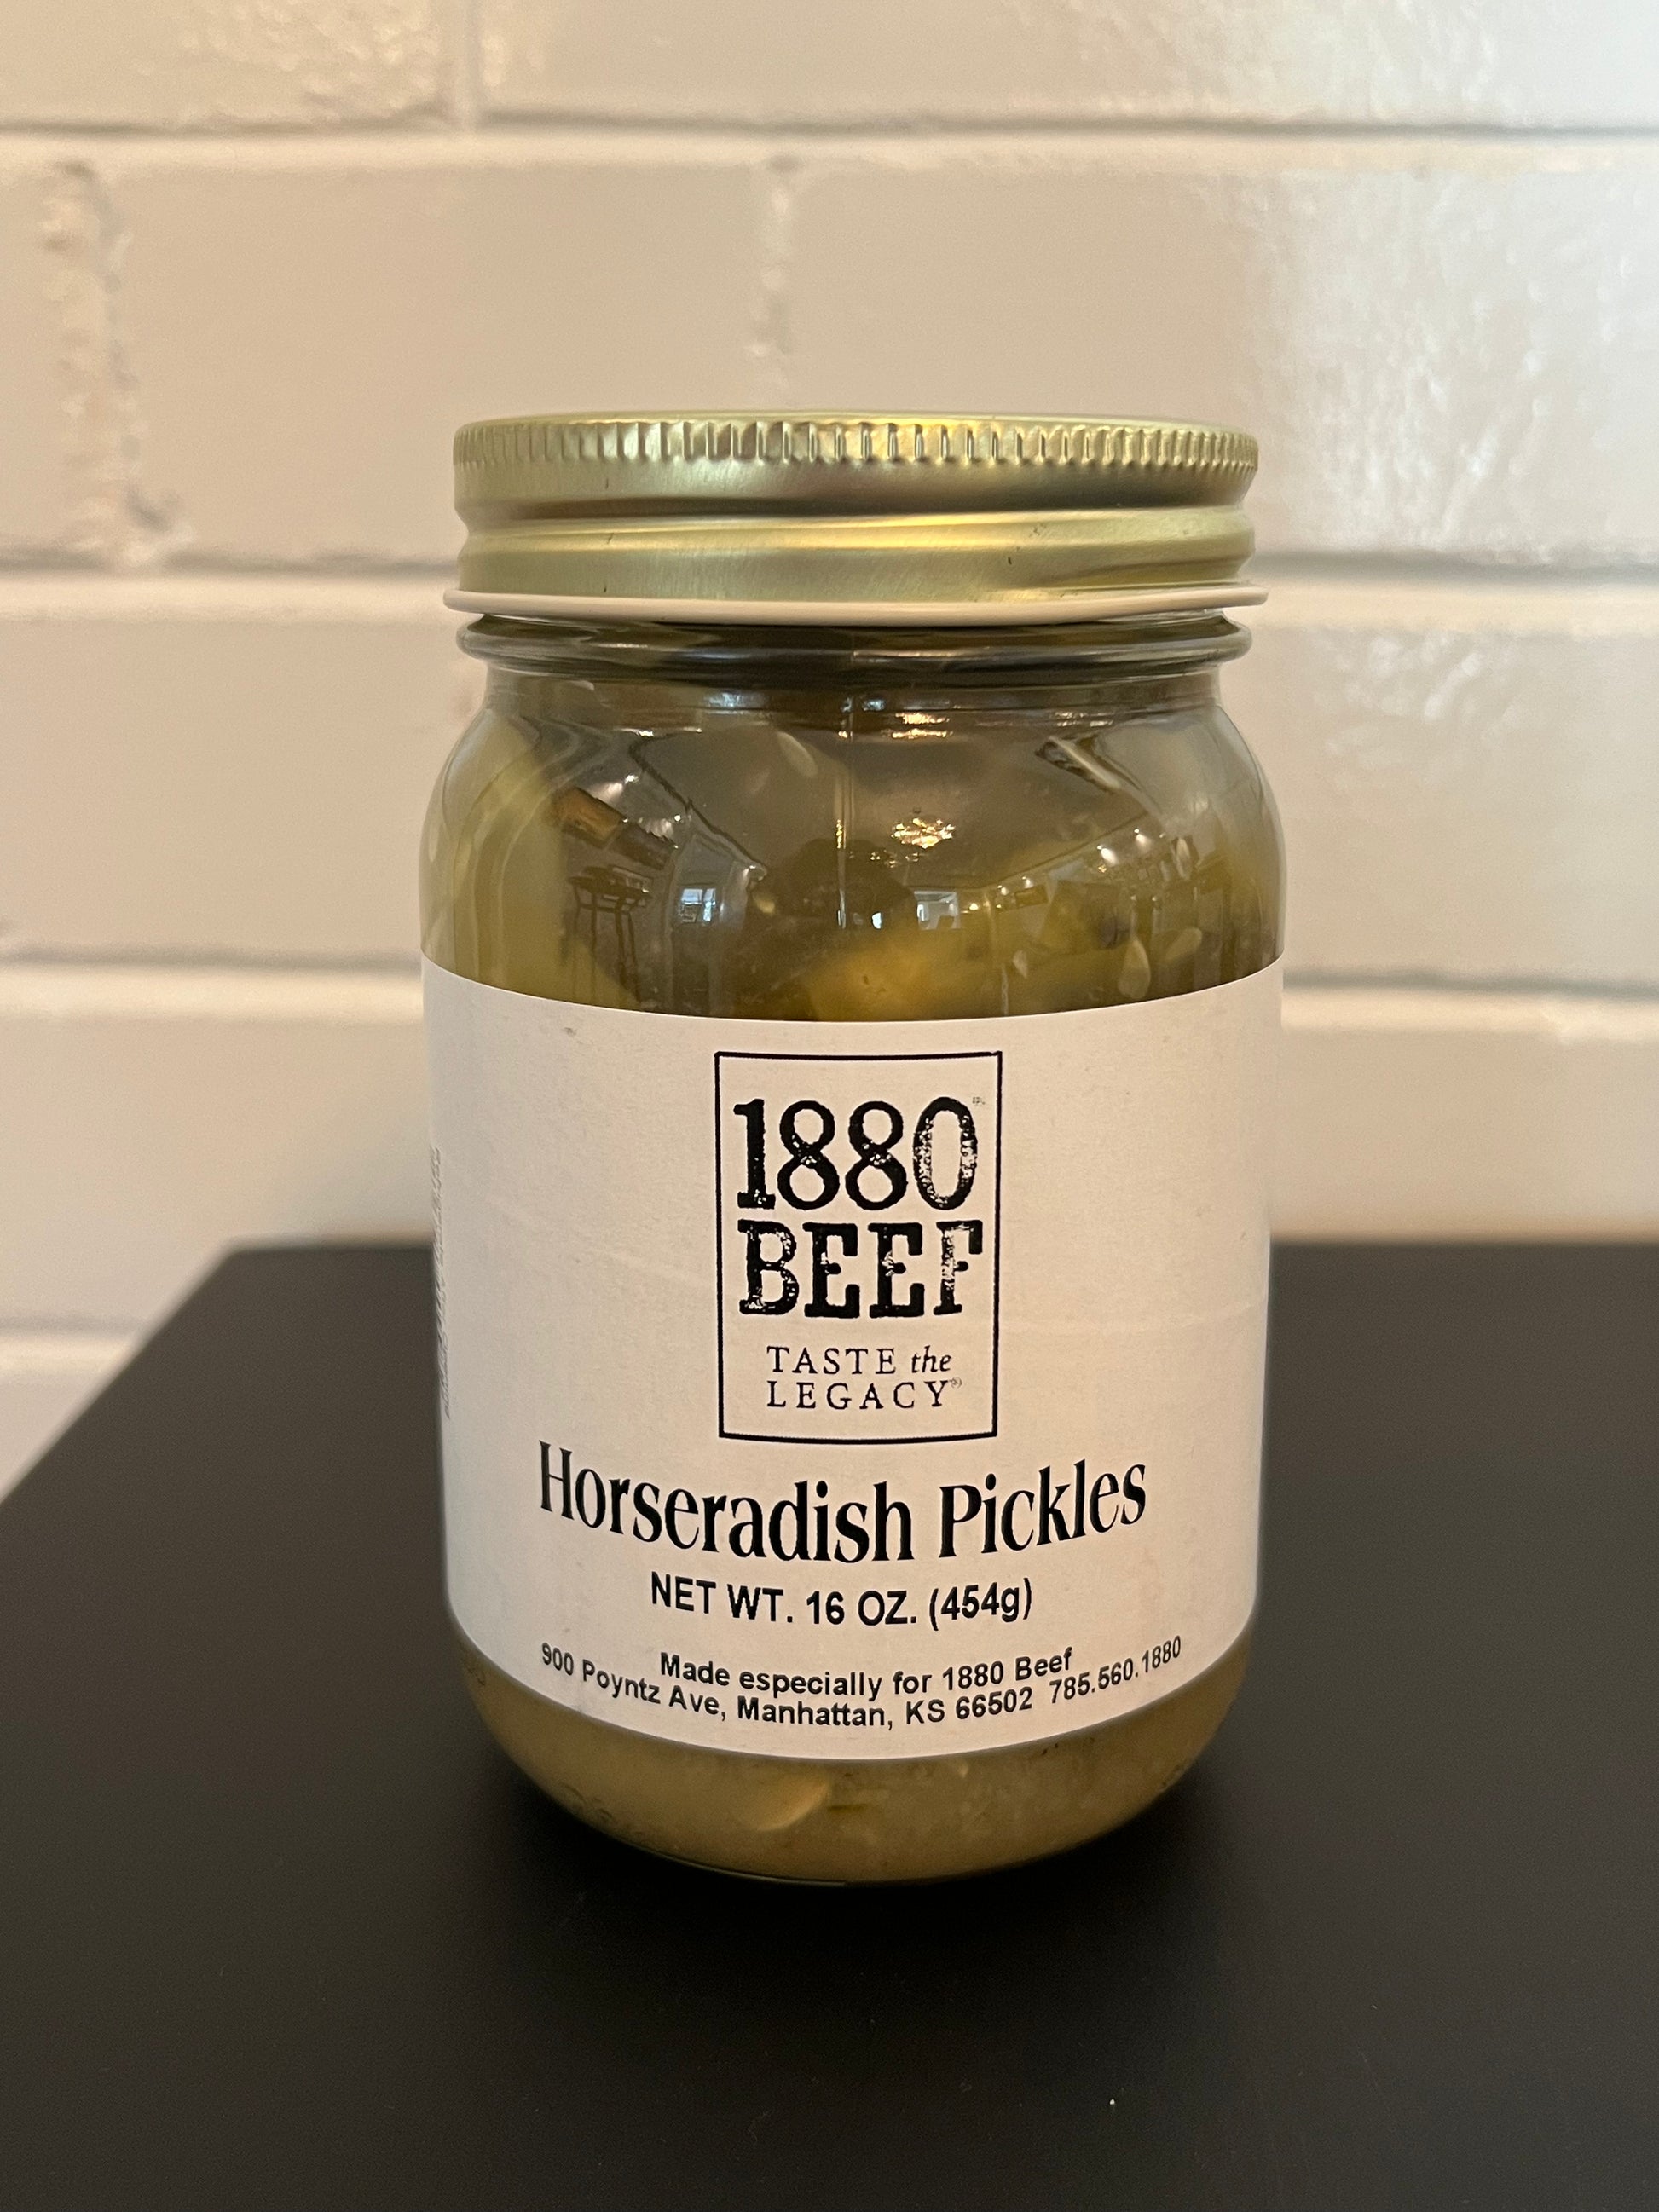 1880
BEEF
TASTE the
LEGACY
Horseradish Pickles
NET WT. 16 OZ. (454g)
Made especially for 1880 Beef
900 Poyntz Ave, Manhattan, KS 66502 785.560.1880